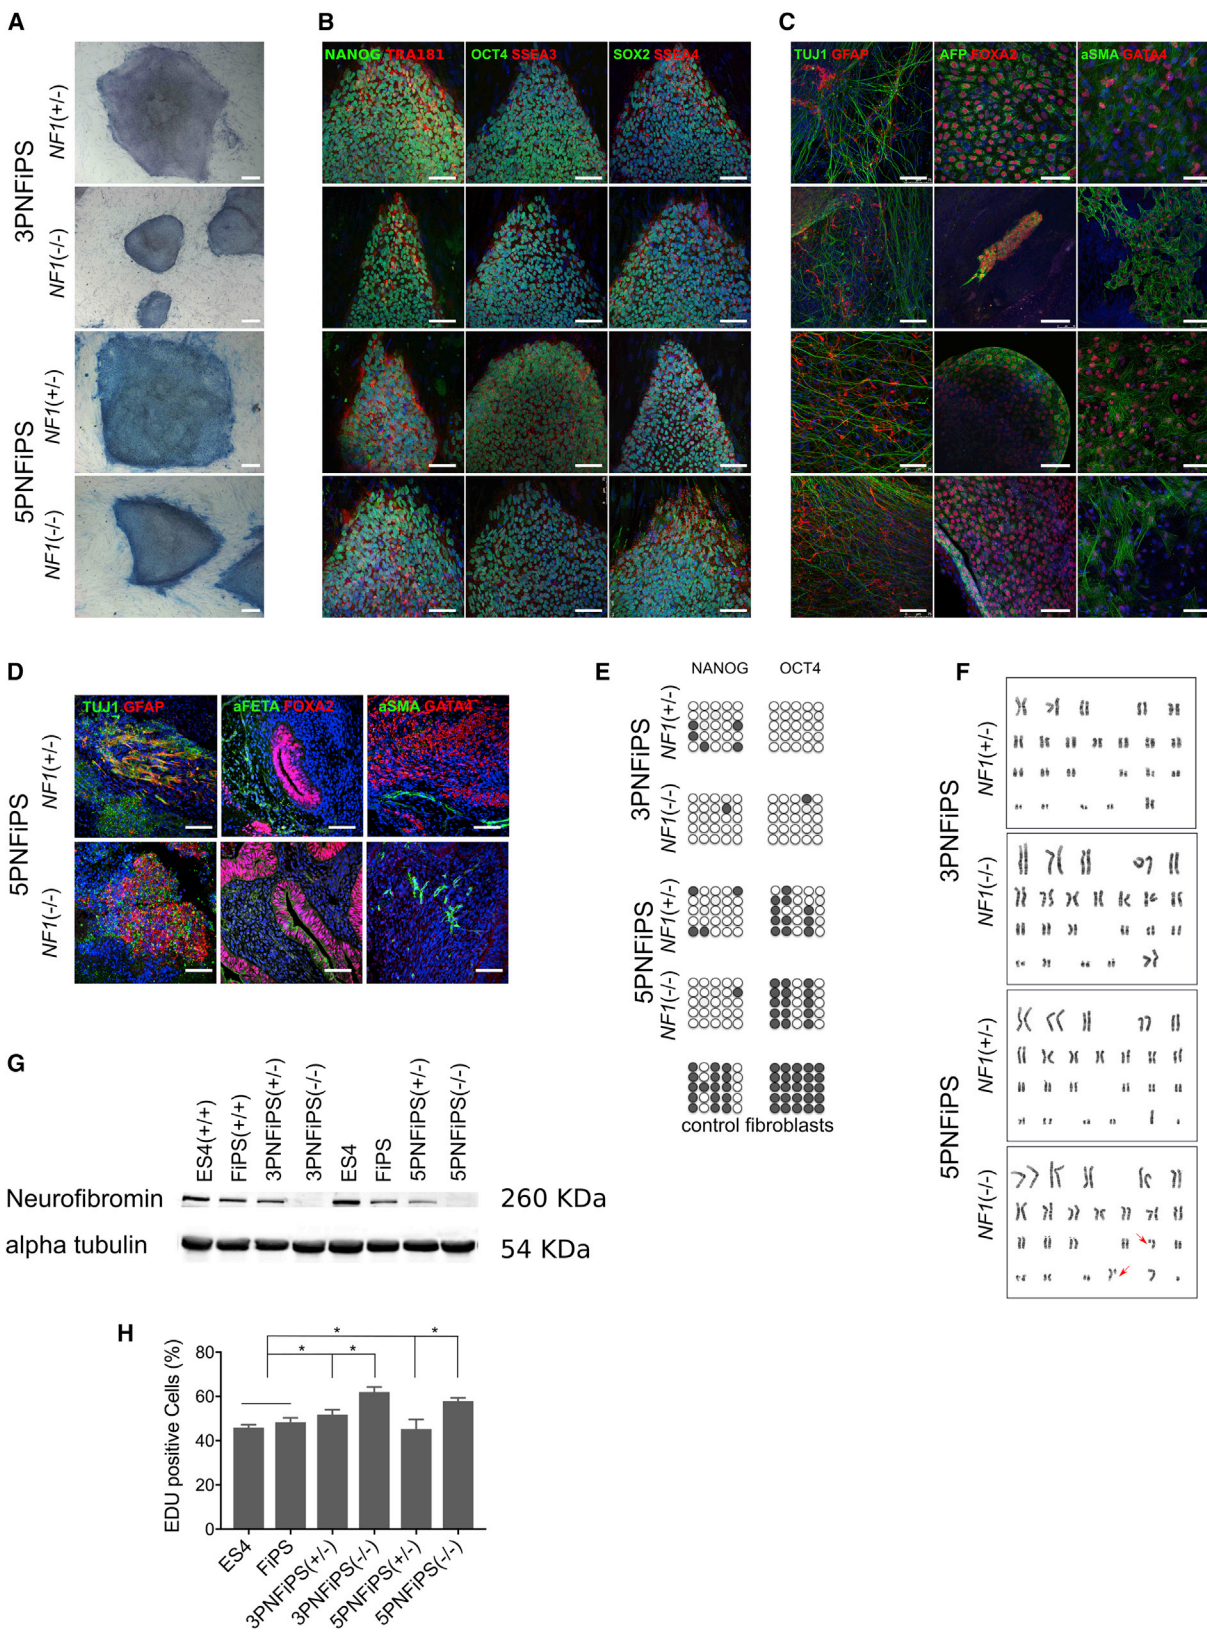 A
B
C
3PNFiPS
NF1(+/-)
NF1(-/-)
5PNFiPS
NF1(+/-)
NF1(-/-)
NANOG TRA181
OCT4 SSEA3
SOX2 SSEA4
TUJ1 GFAP
AFP FOXA2
aSMA GATA4
D
5PNFiPS
NF1(+/-)
NF1(-/-)
TUJ1 GFAP
aFETA FOXA2
aSMA GATA4
E
NANOG
OCT4
3PNFiPS
NF1(+/-)
NF1(-/-)
5PNFiPS
NF1(+/-)
NF1(-/-)
control fibroblasts
F
3PNFiPS
NF1(+/-)
NF1(-/-)
5PNFiPS
NF1(+/-)
NF1(-/-)
G
ES4(+/+)
FiPS(+/+)
3PNFiPS(+/-)
3PNFiPS(-/-)
ES4
FiPS
5PNFiPS(+/-)
5PNFiPS(-/-)
Neurofibromin
260 KDa
alpha tubulin
54 KDa
H
EDU positive Cells (%)
80
60
40
20
0
* * * *
ES4
FiPS
3PNFiPS(+/-)
3PNFiPS(-/-)
5PNFiPS(+/-)
5PNFiPS(-/-)